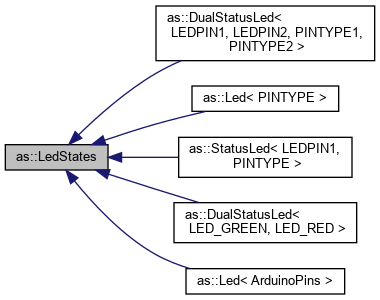 as::DualStatusLed<
LEDPIN1, LEDPIN2, PINTYPE1,
PINTYPE2 >
as::Led< PINTYPE >
as::LedStates
as::StatusLed< LEDPIN1,
PINTYPE >
as::DualStatusLed<
LED_GREEN, LED_RED >
as::Led< ArduinoPins >